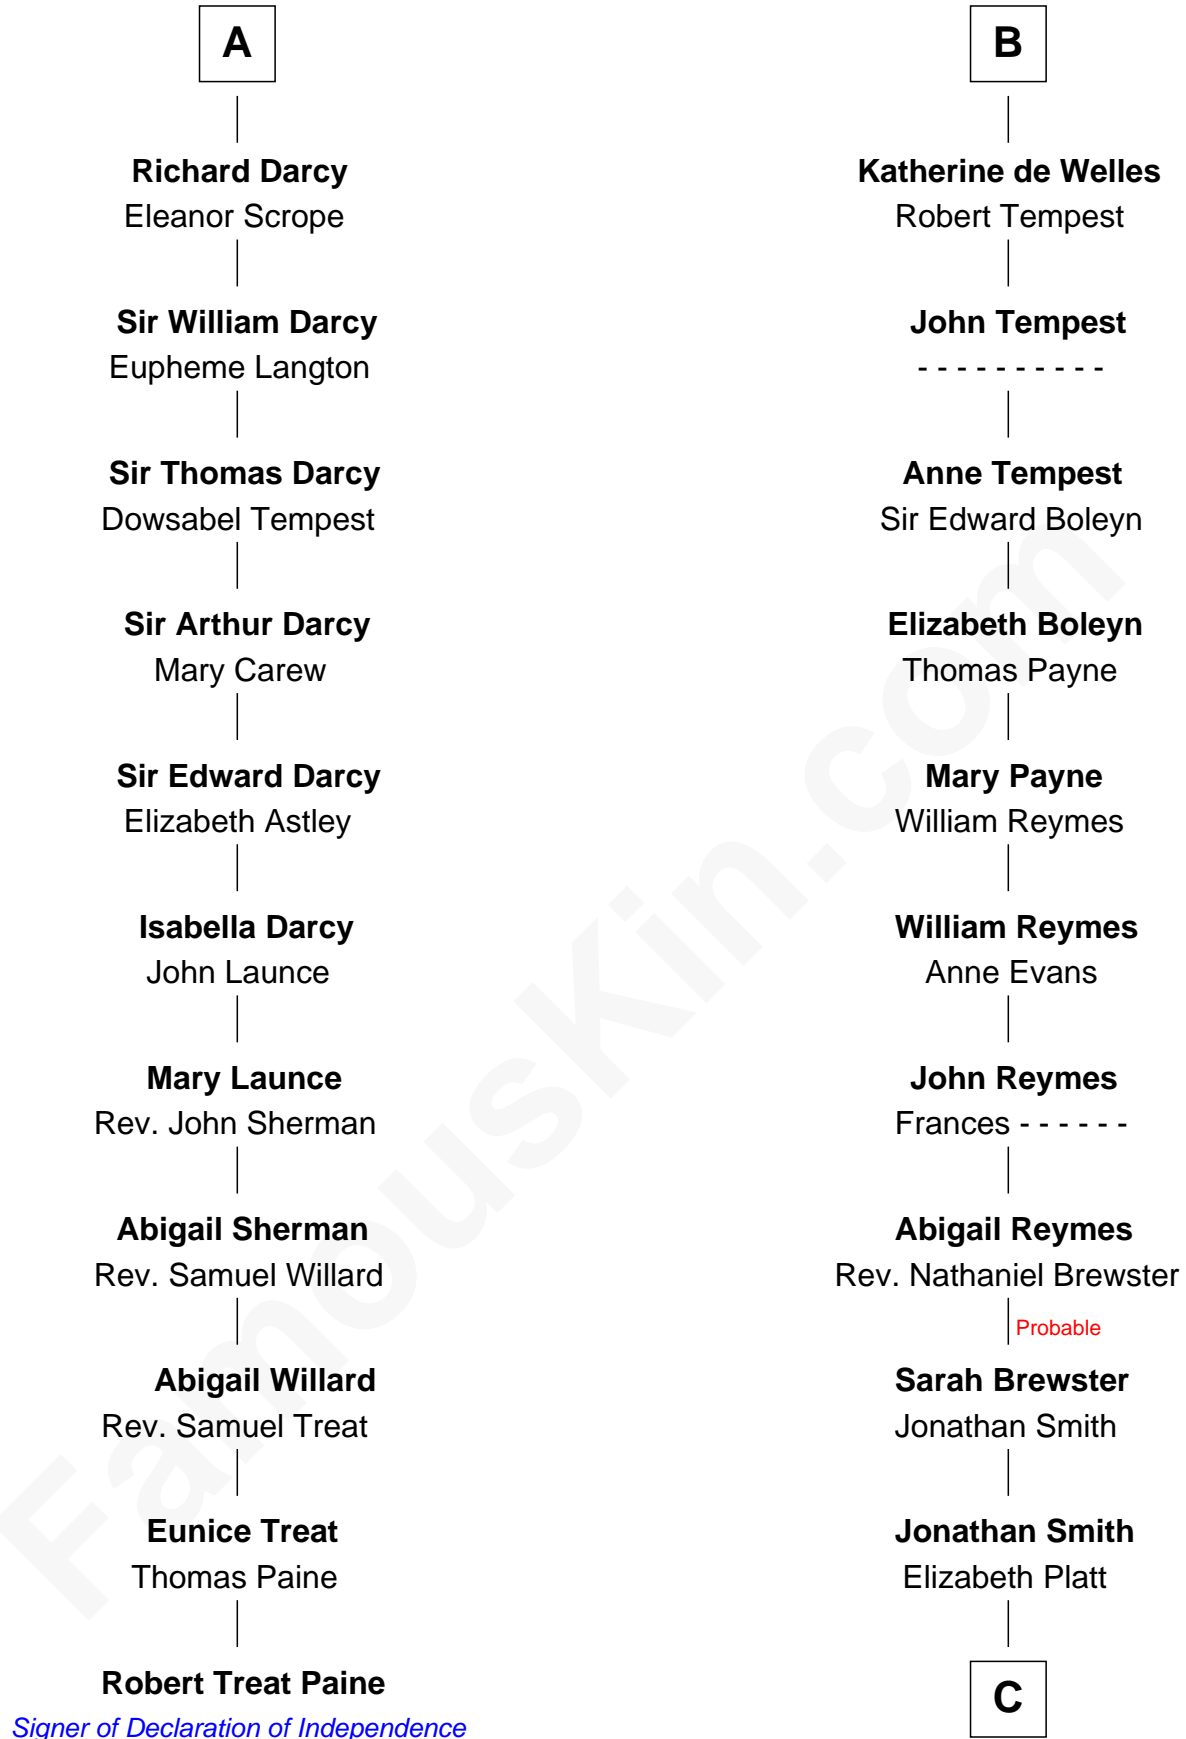 A
Richard Darcy
Eleanor Scrope
Sir William Darcy
Eupheme Langton
Sir Thomas Darcy
Dowsabel Tempest
Sir Arthur Darcy
Mary Carew
Sir Edward Darcy
Elizabeth Astley
Isabella Darcy
John Launce
Mary Launce
Rev. John Sherman
Abigail Sherman
Rev. Samuel Willard
Abigail Willard
Rev. Samuel Treat
Eunice Treat
Thomas Paine
Robert Treat Paine
Signer of Declaration of Independence
B
Katherine de Welles
Robert Tempest
John Tempest
- - - - - - - - - -
Anne Tempest
Sir Edward Boleyn
Elizabeth Boleyn
Thomas Payne
Mary Payne
William Reymes
William Reymes
Anne Evans
John Reymes
Frances - - - - - -
Abigail Reymes
Rev. Nathaniel Brewster
Probable
Sarah Brewster
Jonathan Smith
Jonathan Smith
Elizabeth Platt
C
FamousKin.com